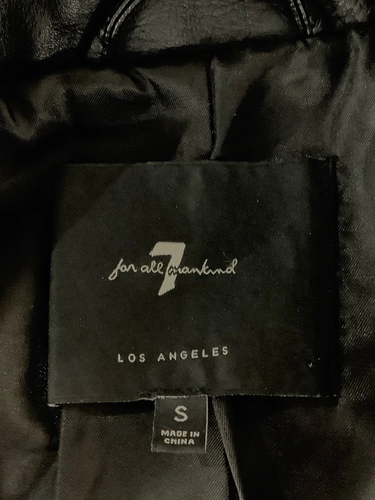 for all 7 mankind
LOS ANGELES
S
MADE IN
CHINA